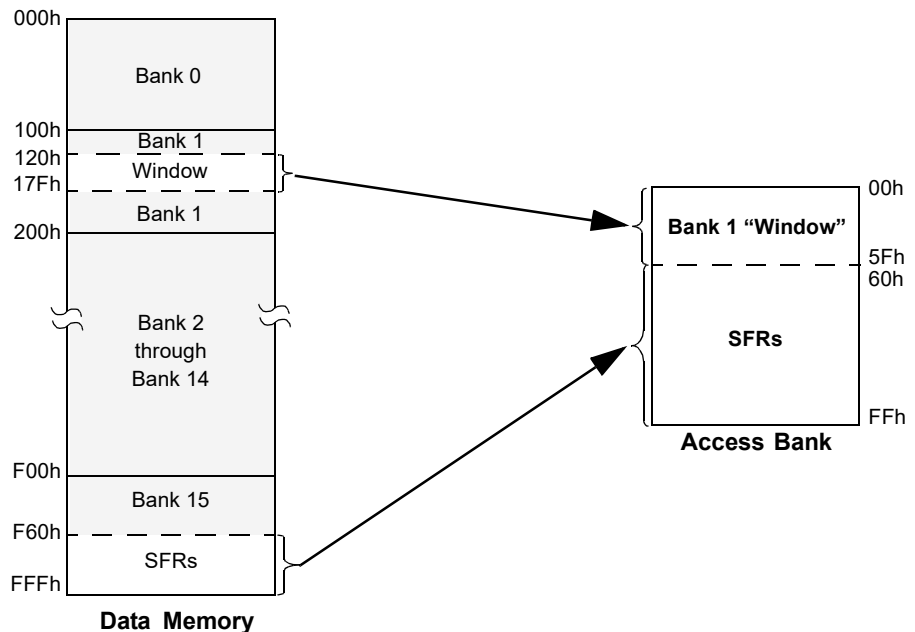 000h
Bank 0
100h
Bank 1
120h
Window
17Fh
Bank 1
200h
Bank 2
through
Bank 14
F00h
Bank 15
F60h
SFRs
FFFh
Data Memory
00h
Bank 1 “Window”
5Fh
60h
SFRs
FFh
Access Bank